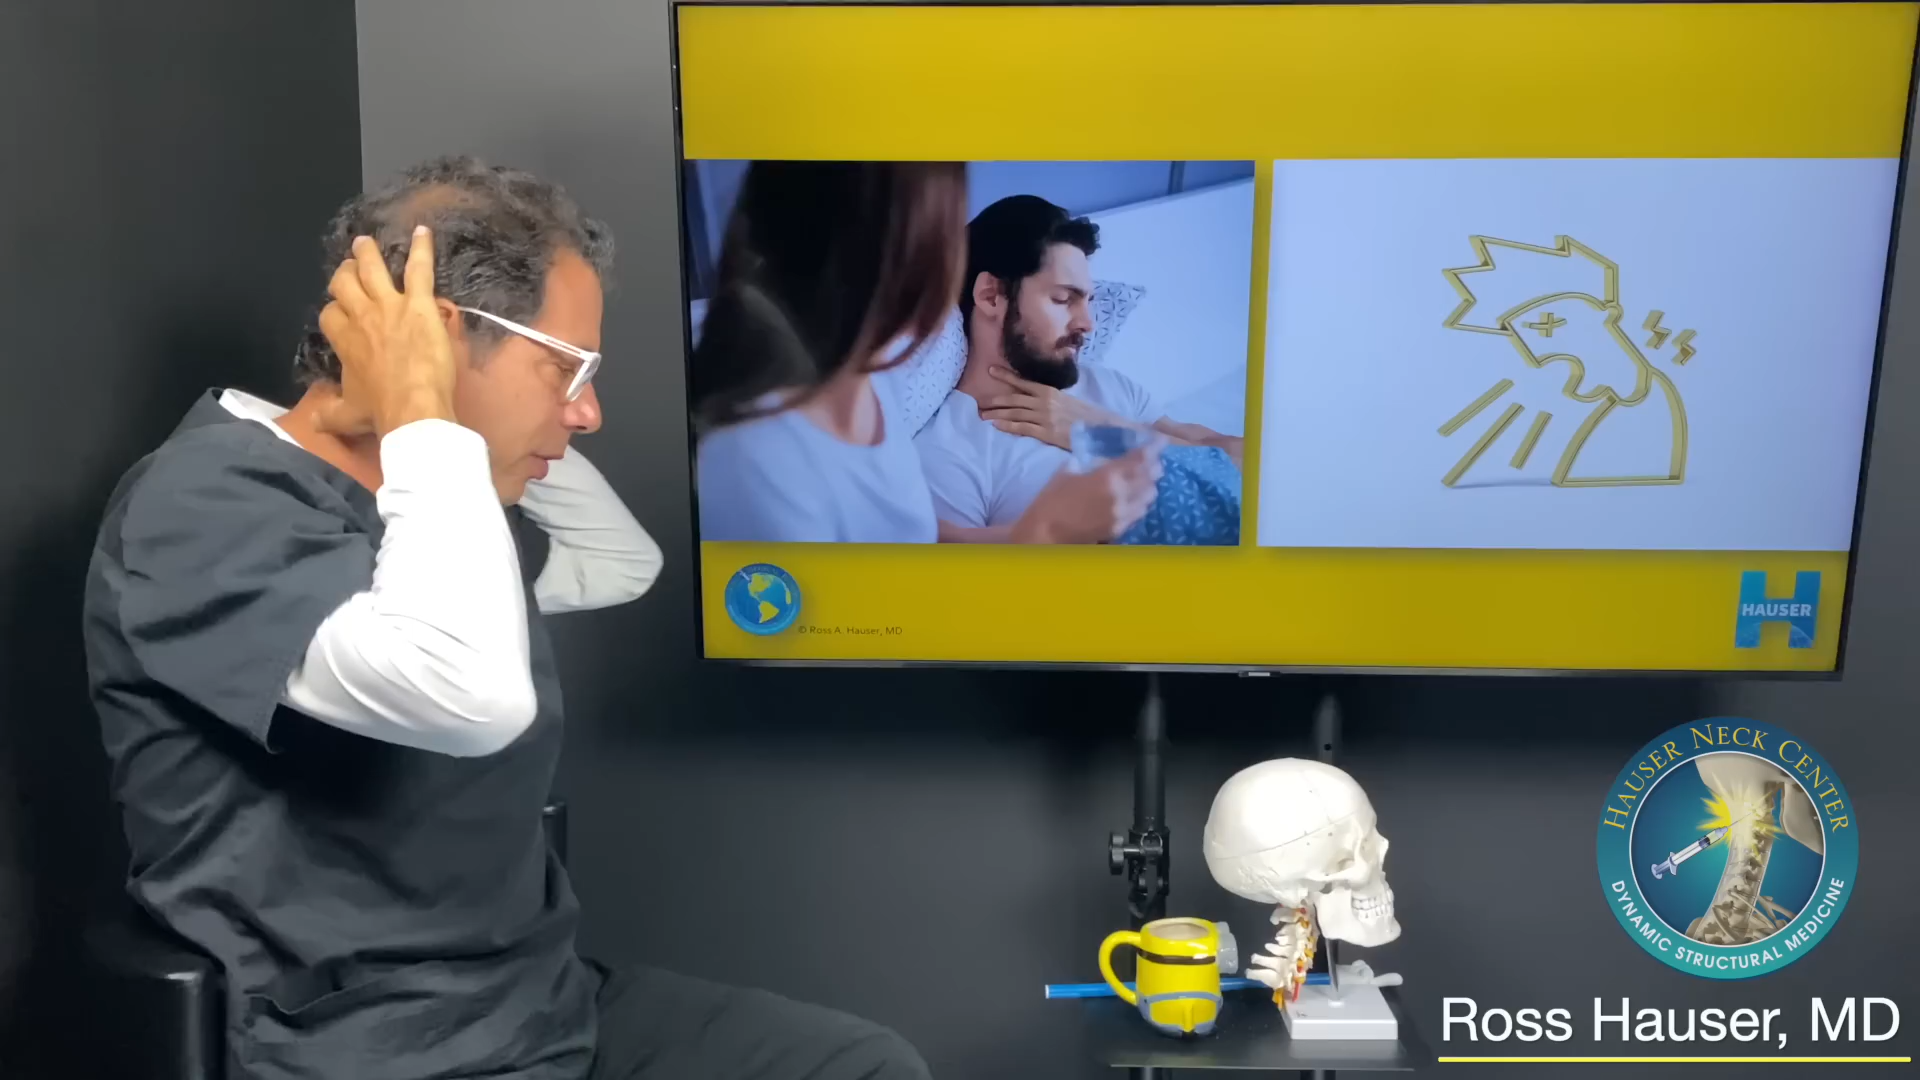 © Ross A. Hauser, MD
HAUSER
HAUSER NECK CENTER
DYNAMIC STRUCTURAL MEDICINE
Ross Hauser, MD